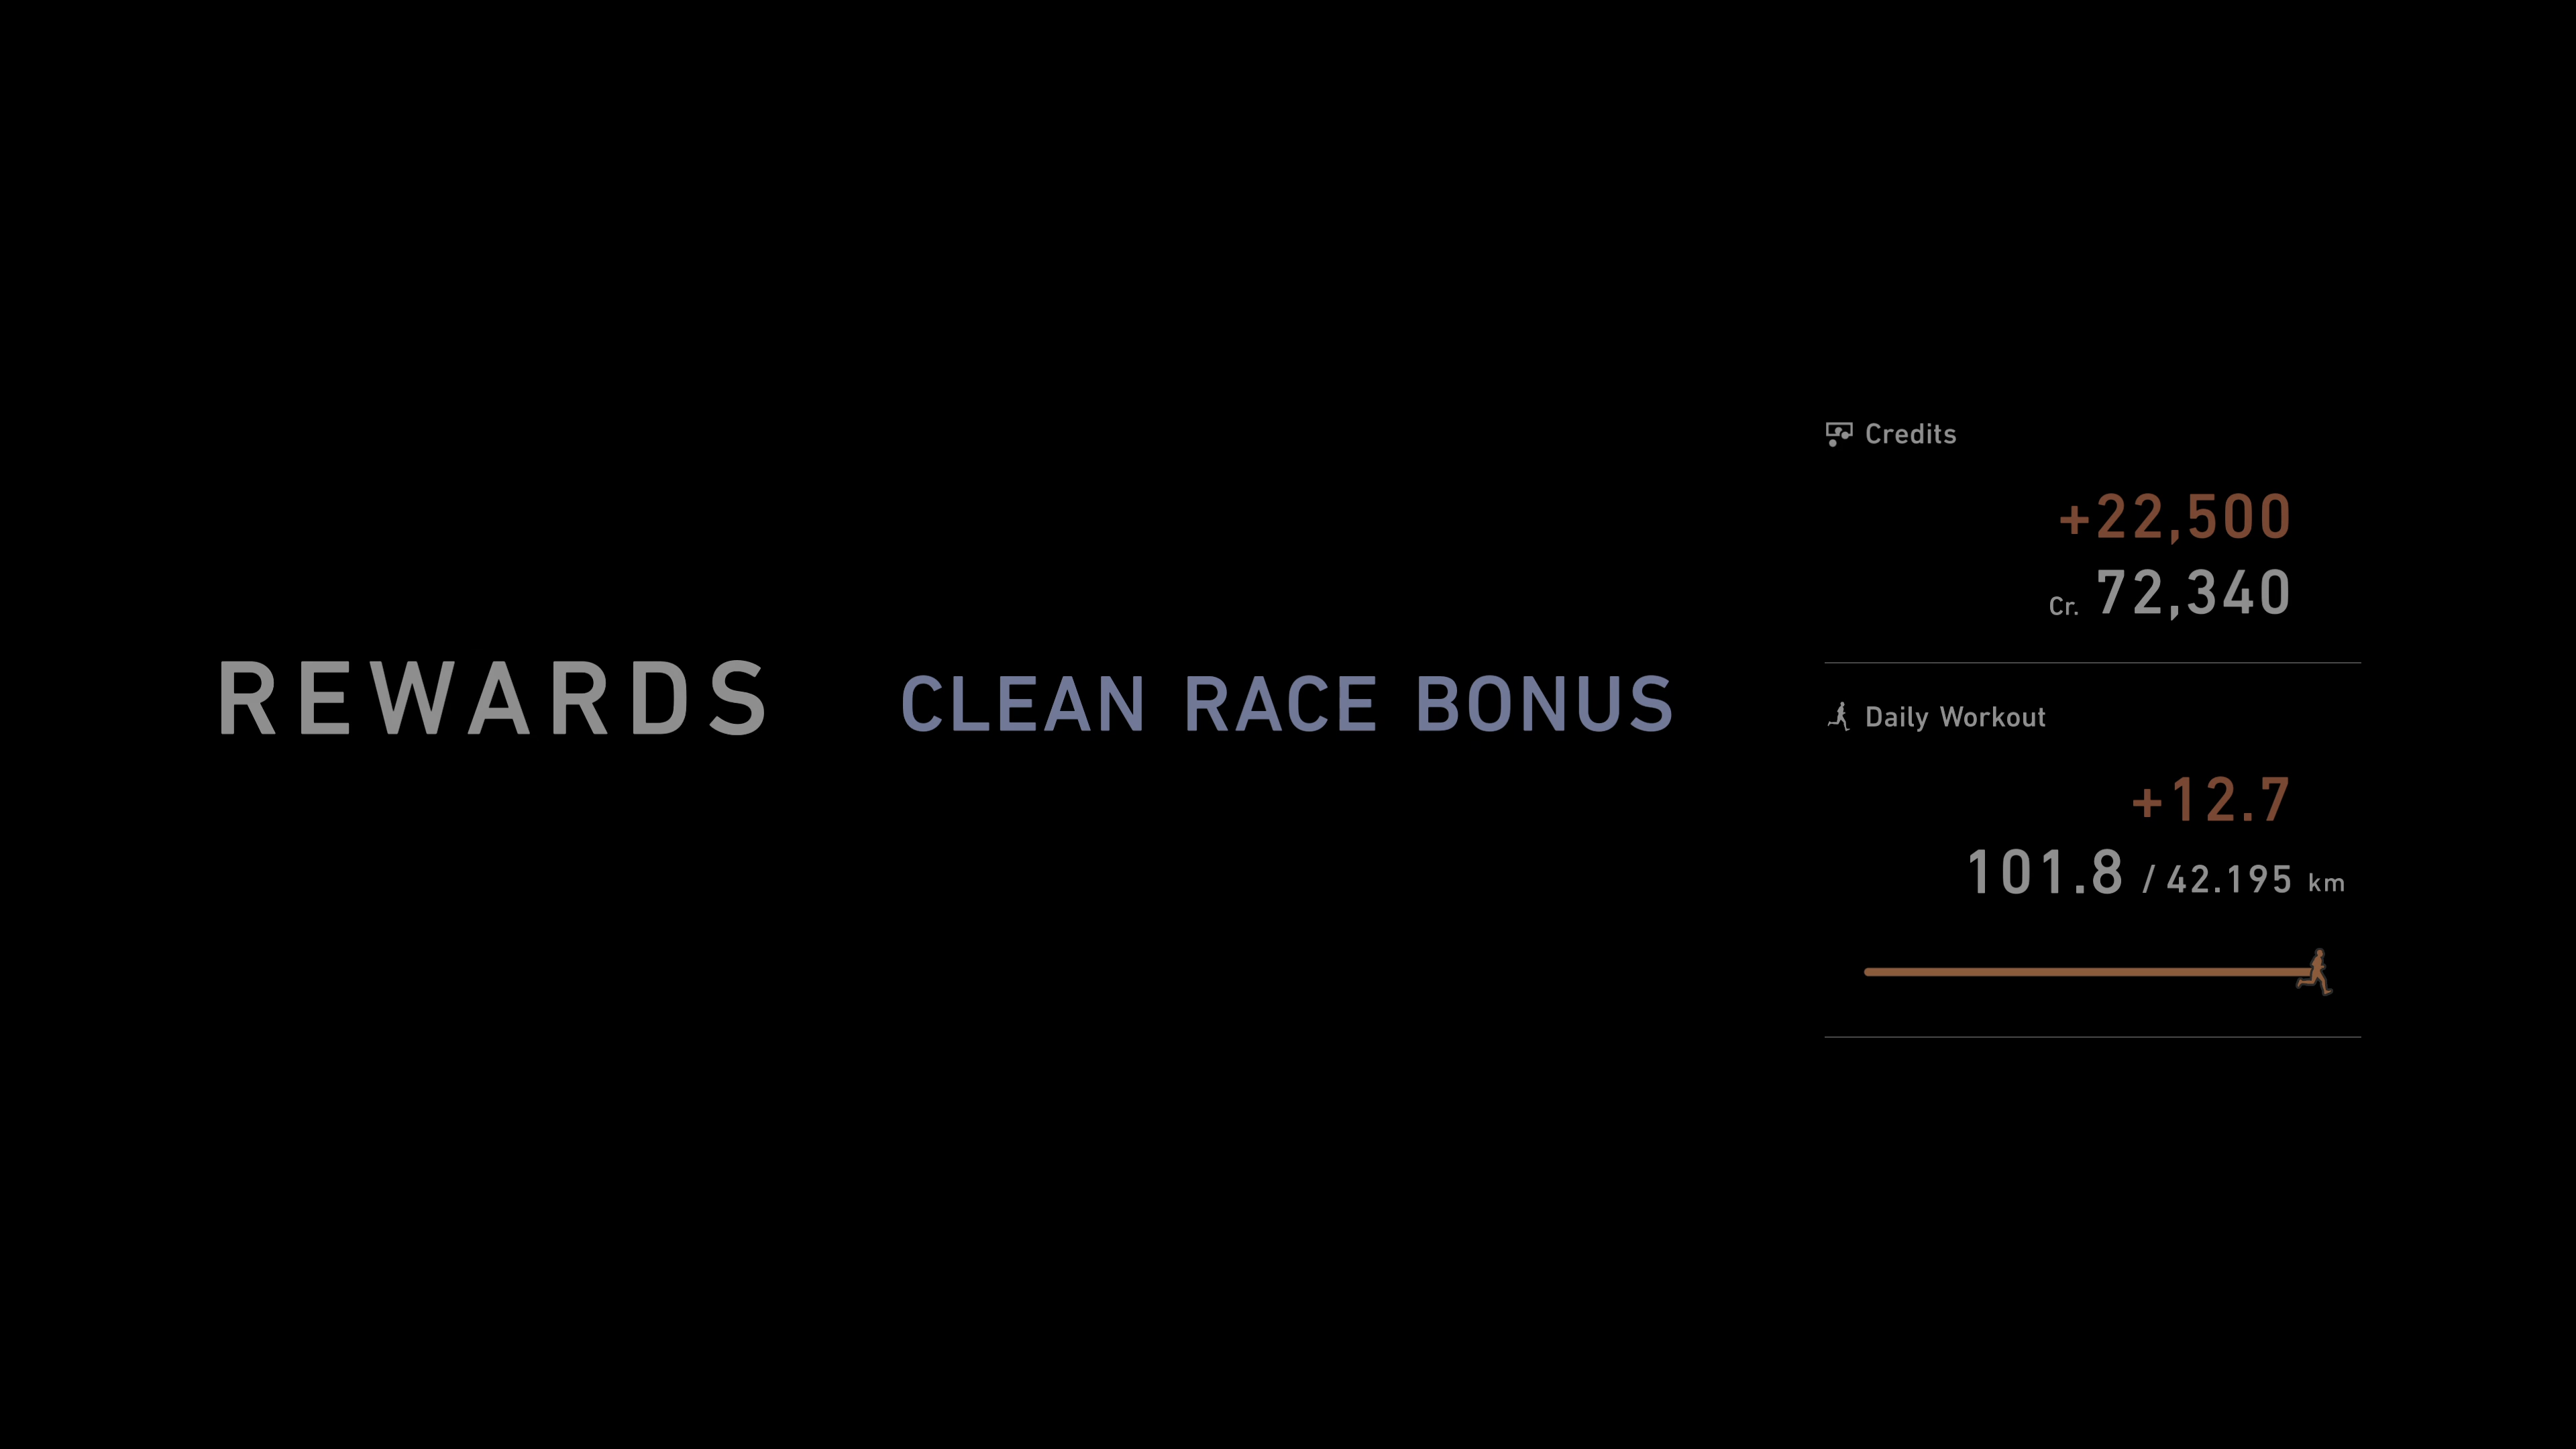 REWARDS
CLEAN RACE BONUS
Credits
+22,500
Cr. 72,340
Daily Workout
+12.7
101.8 / 42.195 km